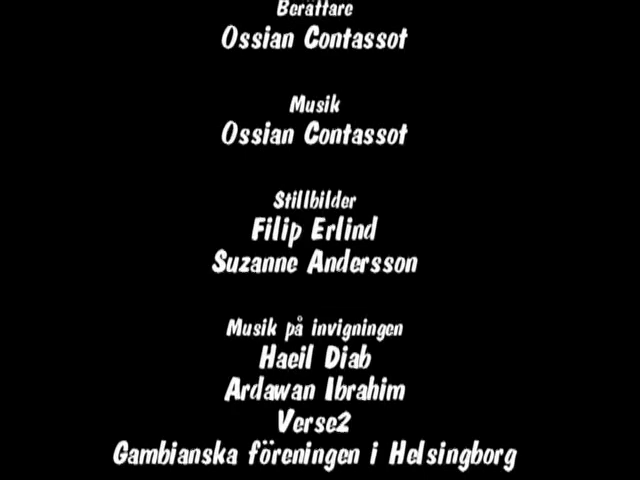 Berättare
Ossian Contassot
Musik
Ossian Contassot
Stillbilder
Filip Erlind
Suzanne Andersson
Musik på invigningen
Haeil Diab
Ardawan Ibrahim
Verse2
Gambianska föreningen i Helsingborg